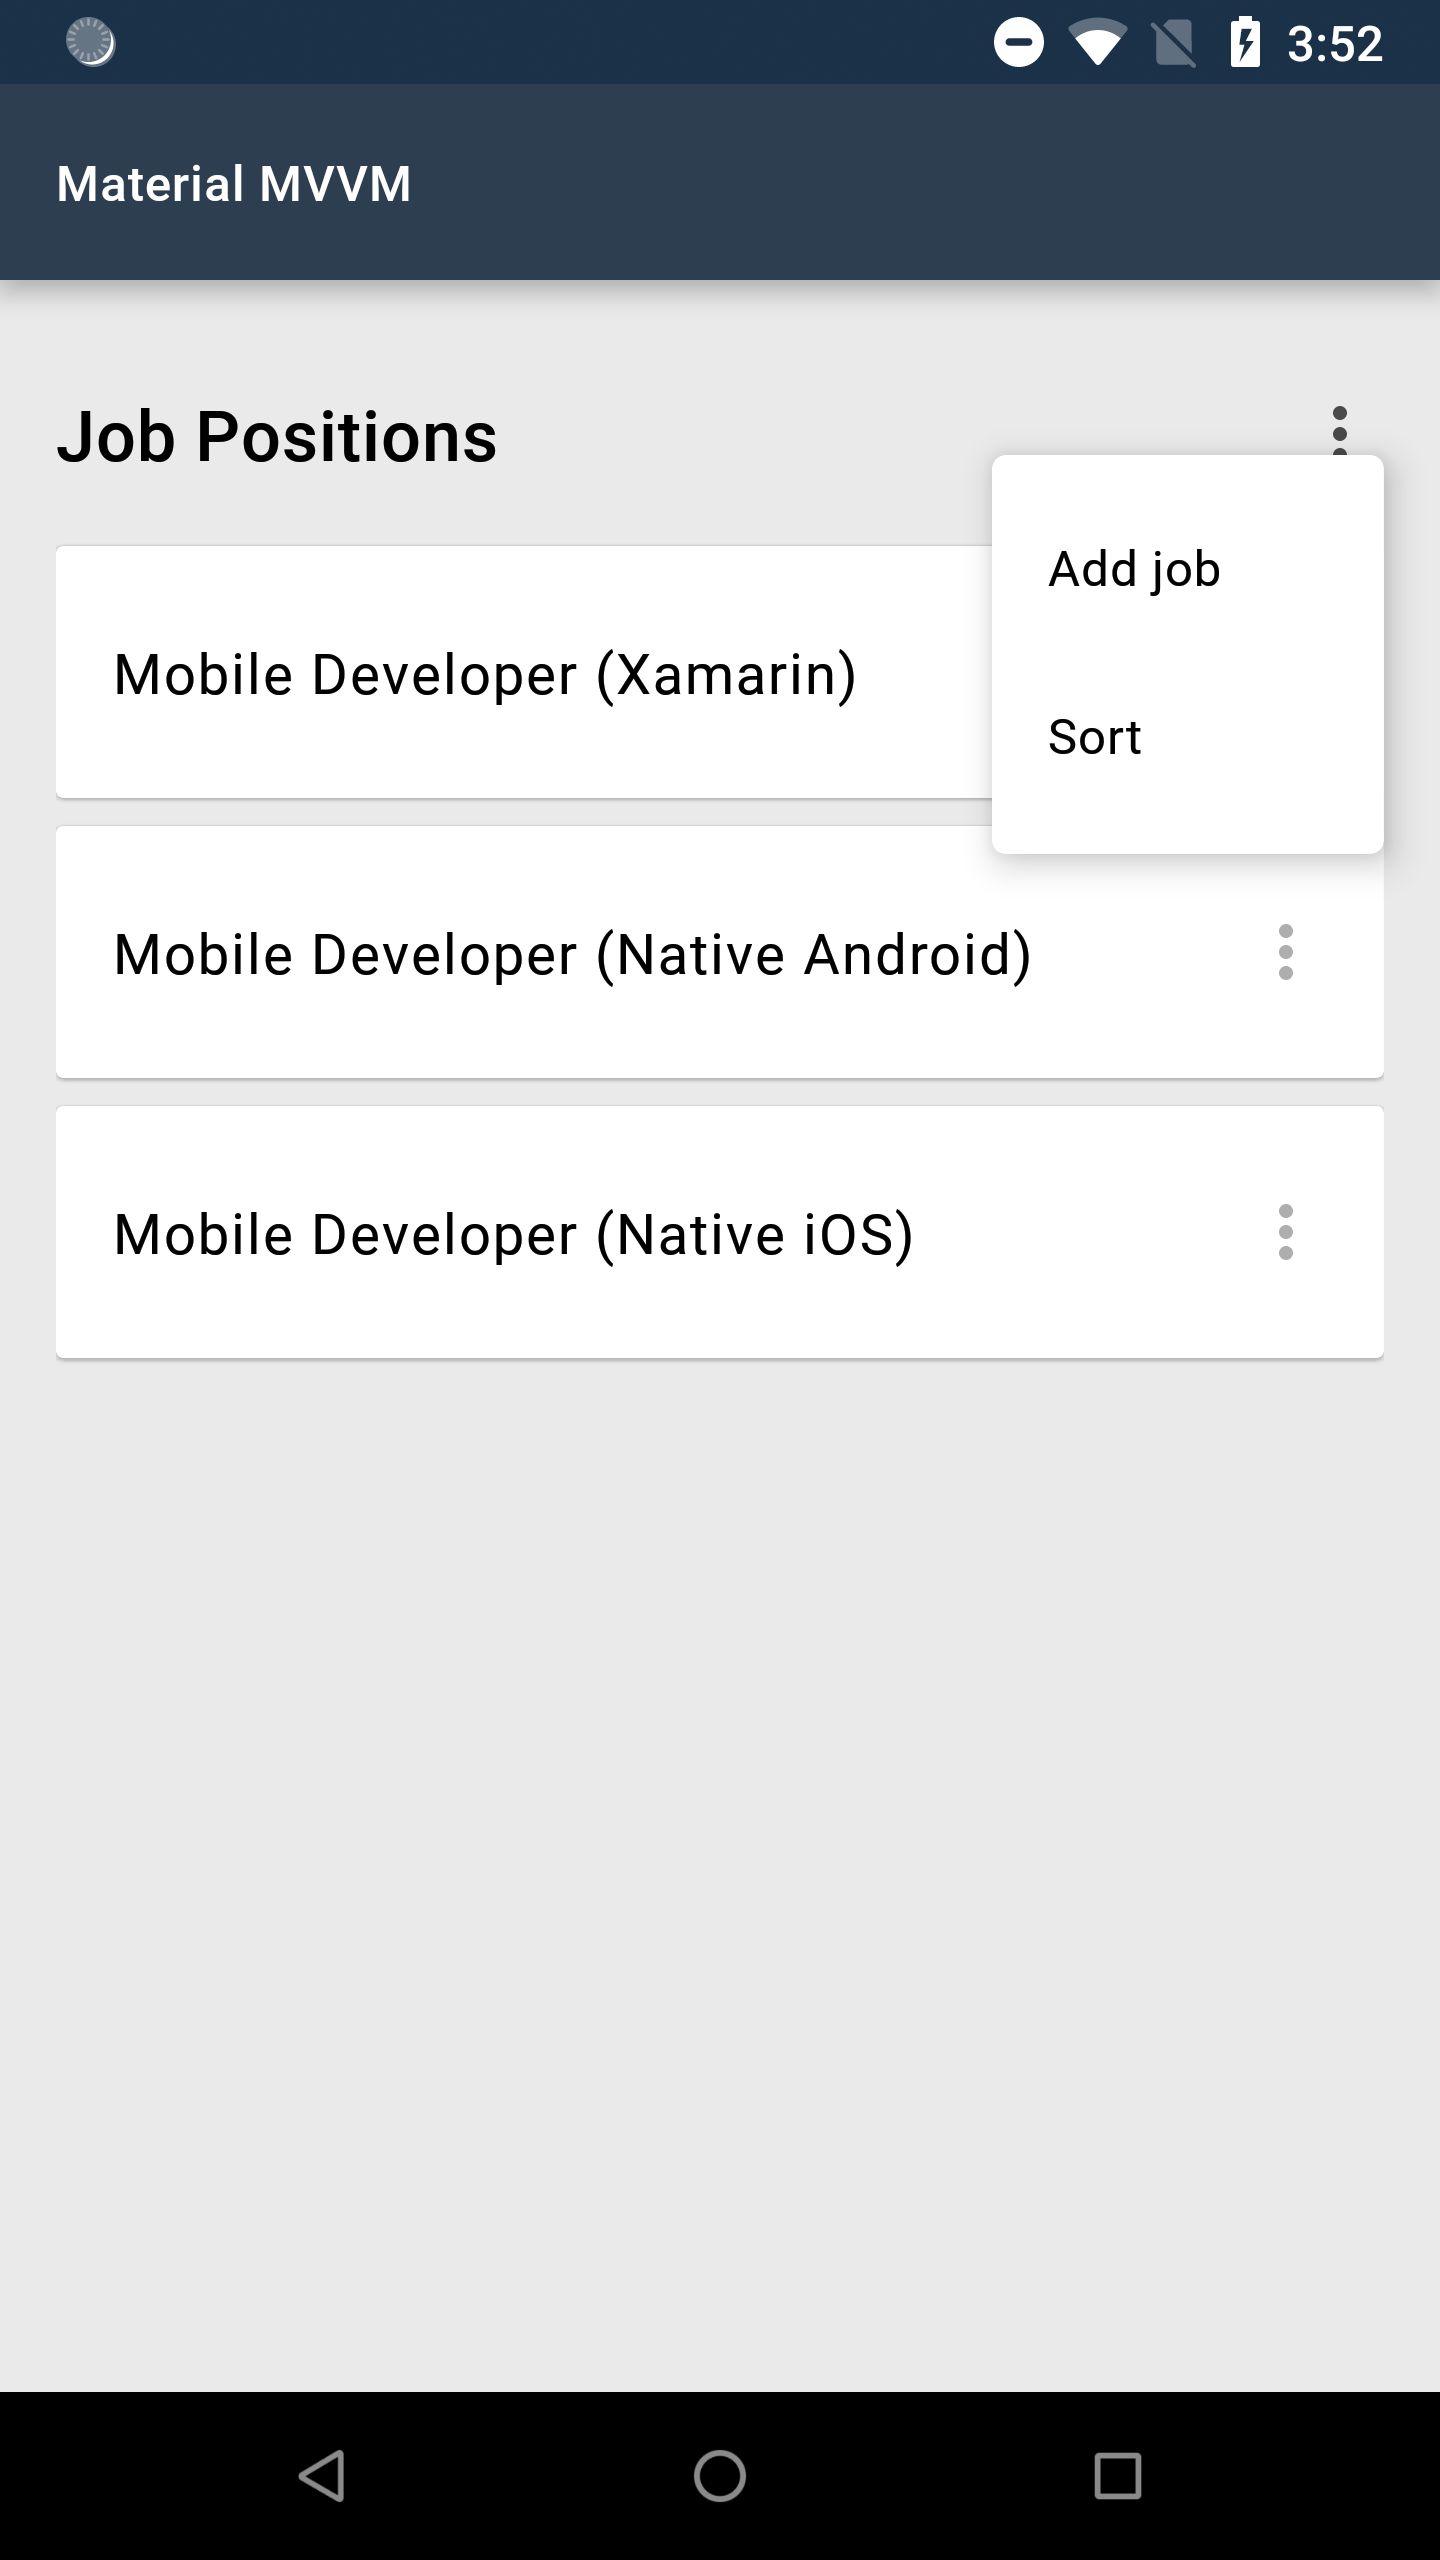 3:52
Material MVVM
Job Positions
Add job
Sort
Mobile Developer (Xamarin)
Mobile Developer (Native Android)
Mobile Developer (Native iOS)